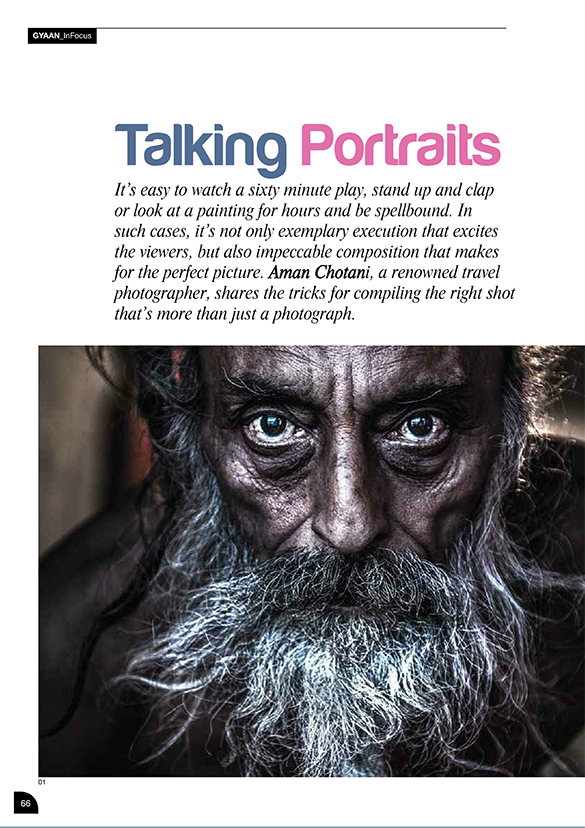 GYAAN_InFocus
Talking Portraits
It's easy to watch a sixty minute play, stand up and clap
or look at a painting for hours and be spellbound. In
such cases, it's not only exemplary execution that excites
the viewers, but also impeccable composition that makes
for the perfect picture. Aman Chotani, a renowned travel
photographer, shares the tricks for compiling the right shot
that's more than just a photograph.
01
66